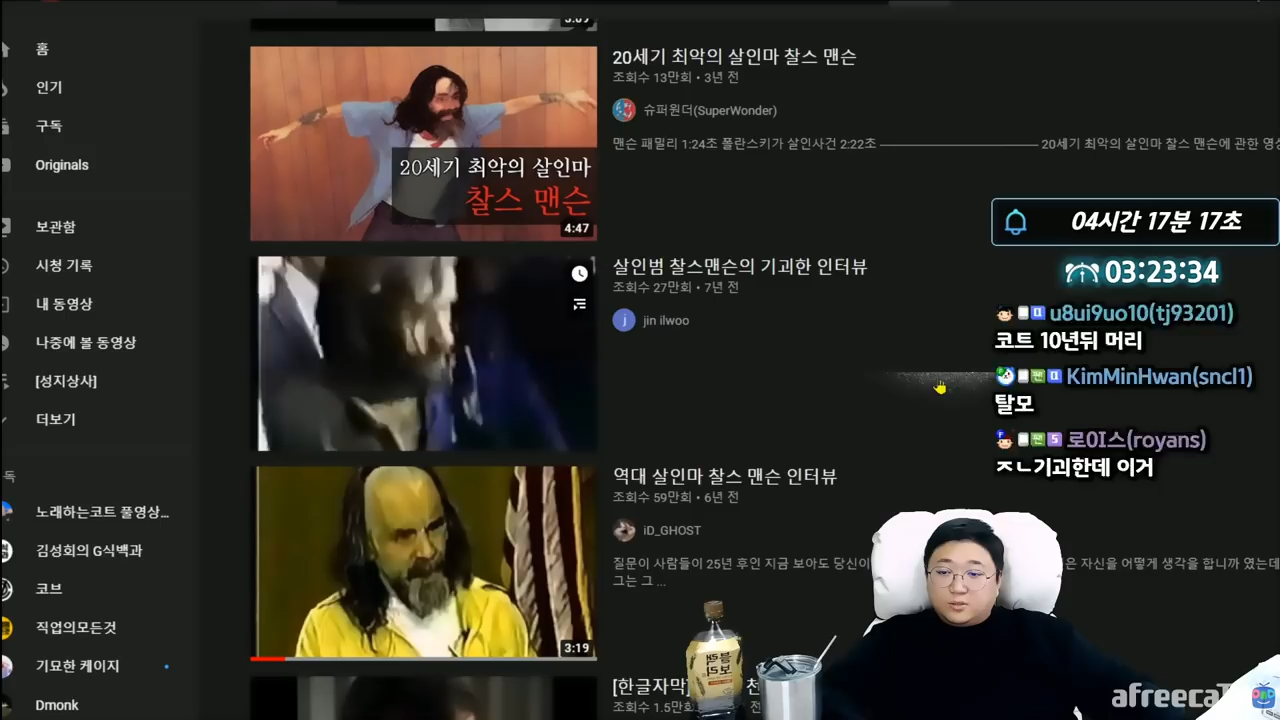 3:09
홈
인기
구독
Originals
보관함
시청 기록
내 동영상
나중에 볼 동영상
[성지상사]
더보기
독
노래하는코트 풀영상...
김성회의 G식백과
코브
직업의모든것
기묘한 케이지
Dmonk
20세기 최악의 살인마
찰스 맨슨
4:47
20세기 최악의 살인마 찰스 맨슨
조회수 13만회 • 3년 전
슈퍼원더(SuperWonder)
맨슨 패밀리 1:24초 폴란스키가 살인사건 2:22초 20세기 최악의 살인마 찰스 맨슨에 관한 영상
살인범 찰스맨슨의 기괴한 인터뷰
조회수 27만회 • 7년 전
j
jin ilwoo
3:19
역대 살인마 찰스 맨슨 인터뷰
조회수 59만회 • 6년 전
iD_GHOST
질문이 사람들이 25년 후인 지금 보아도 당신이 은 자신을 어떻게 생각을 합니까 였는데
그는 그 ...
[한글자막] 천
조회수 1.5만
04시간 17분 17초
03:23:34
u8ui9uo10(tj93201)
코트 10년뒤 머리
팬 KimMinHwan(sncl1)
탈모
팬 S 로0I스(royans)
ㅈㄴ기괴한데 이거
블랙
보리
afreecaT